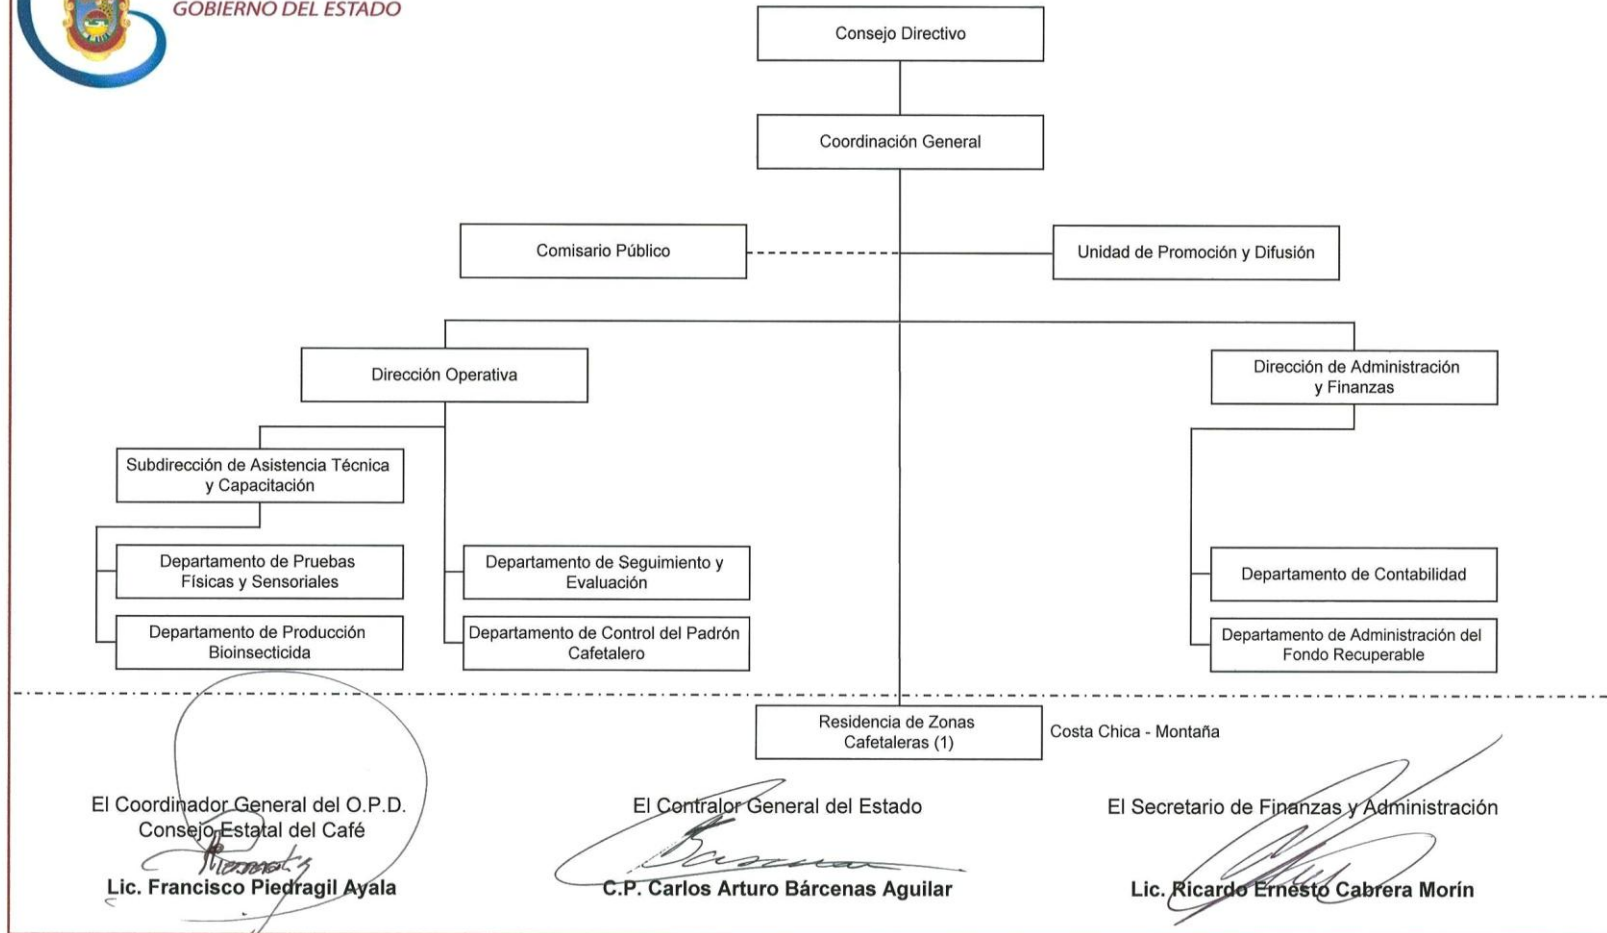 GOBIERNO DEL ESTADO
Consejo Directivo
Coordinación General
Comisario Público
Unidad de Promoción y Difusión
Dirección Operativa
Dirección de Administración
y Finanzas
Subdirección de Asistencia Técnica
y Capacitación
Departamento de Pruebas
Físicas y Sensoriales
Departamento de Seguimiento y
Evaluación
Departamento de Contabilidad
Departamento de Producción
Bioinsecticida
Departamento de Control del Padrón
Cafetalero
Departamento de Administración del
Fondo Recuperable
Residencia de Zonas
Cafetaleras (1)
Costa Chica - Montaña
El Coordinador General del O.P.D.
Consejo Estatal del Café
Lic. Francisco Piedragil Ayala
El Contralor General del Estado
C.P. Carlos Arturo Bárcenas Aguilar
El Secretario de Finanzas y Administración
Lic. Ricardo Ernesto Cabrera Morín